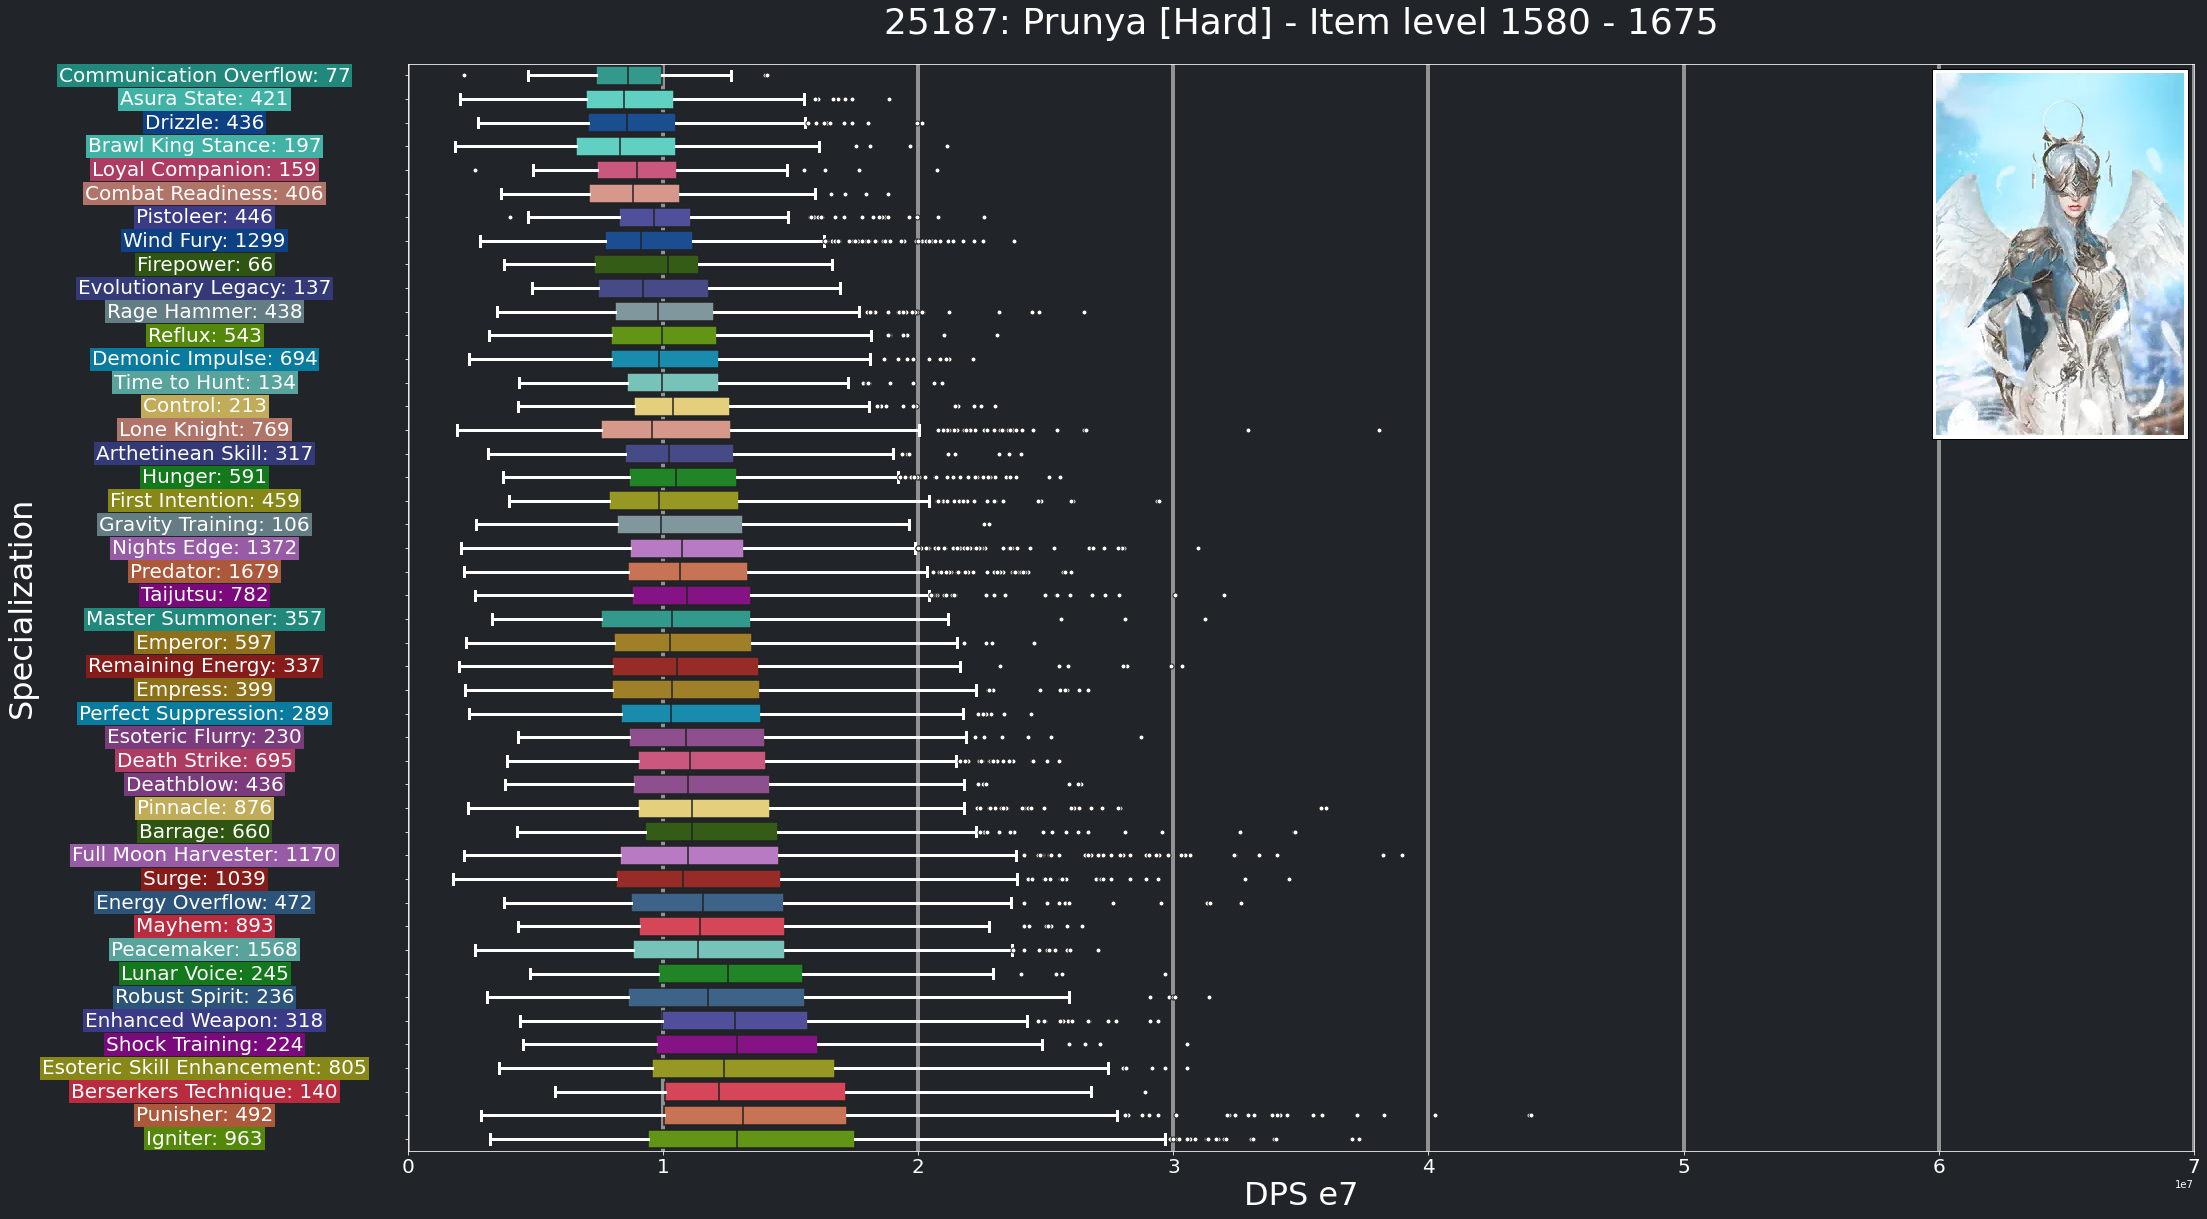 25187: Prunya [Hard] - Item level 1580 - 1675
Communication Overflow: 77
Asura State: 421
Drizzle: 436
Brawl King Stance: 197
Loyal Companion: 159
Combat Readiness: 406
Pistoleer: 446
Wind Fury: 1299
Firepower: 66
Evolutionary Legacy: 137
Rage Hammer: 438
Reflux: 543
Demonic Impulse: 694
Time to Hunt: 134
Control: 213
Lone Knight: 769
Arthetinean Skill: 317
Hunger: 591
First Intention: 459
Gravity Training: 106
Nights Edge: 1372
Predator: 1679
Taijutsu: 782
Master Summoner: 357
Emperor: 597
Remaining Energy: 337
Empress: 399
Perfect Suppression: 289
Esoteric Flurry: 230
Death Strike: 695
Deathblow: 436
Pinnacle: 876
Barrage: 660
Full Moon Harvester: 1170
Surge: 1039
Energy Overflow: 472
Mayhem: 893
Peacemaker: 1568
Lunar Voice: 245
Robust Spirit: 236
Enhanced Weapon: 318
Shock Training: 224
Esoteric Skill Enhancement: 805
Berserkers Technique: 140
Punisher: 492
Igniter: 963
Specialization
0 1 2 3 4 5 6 7
1e7
DPS e7